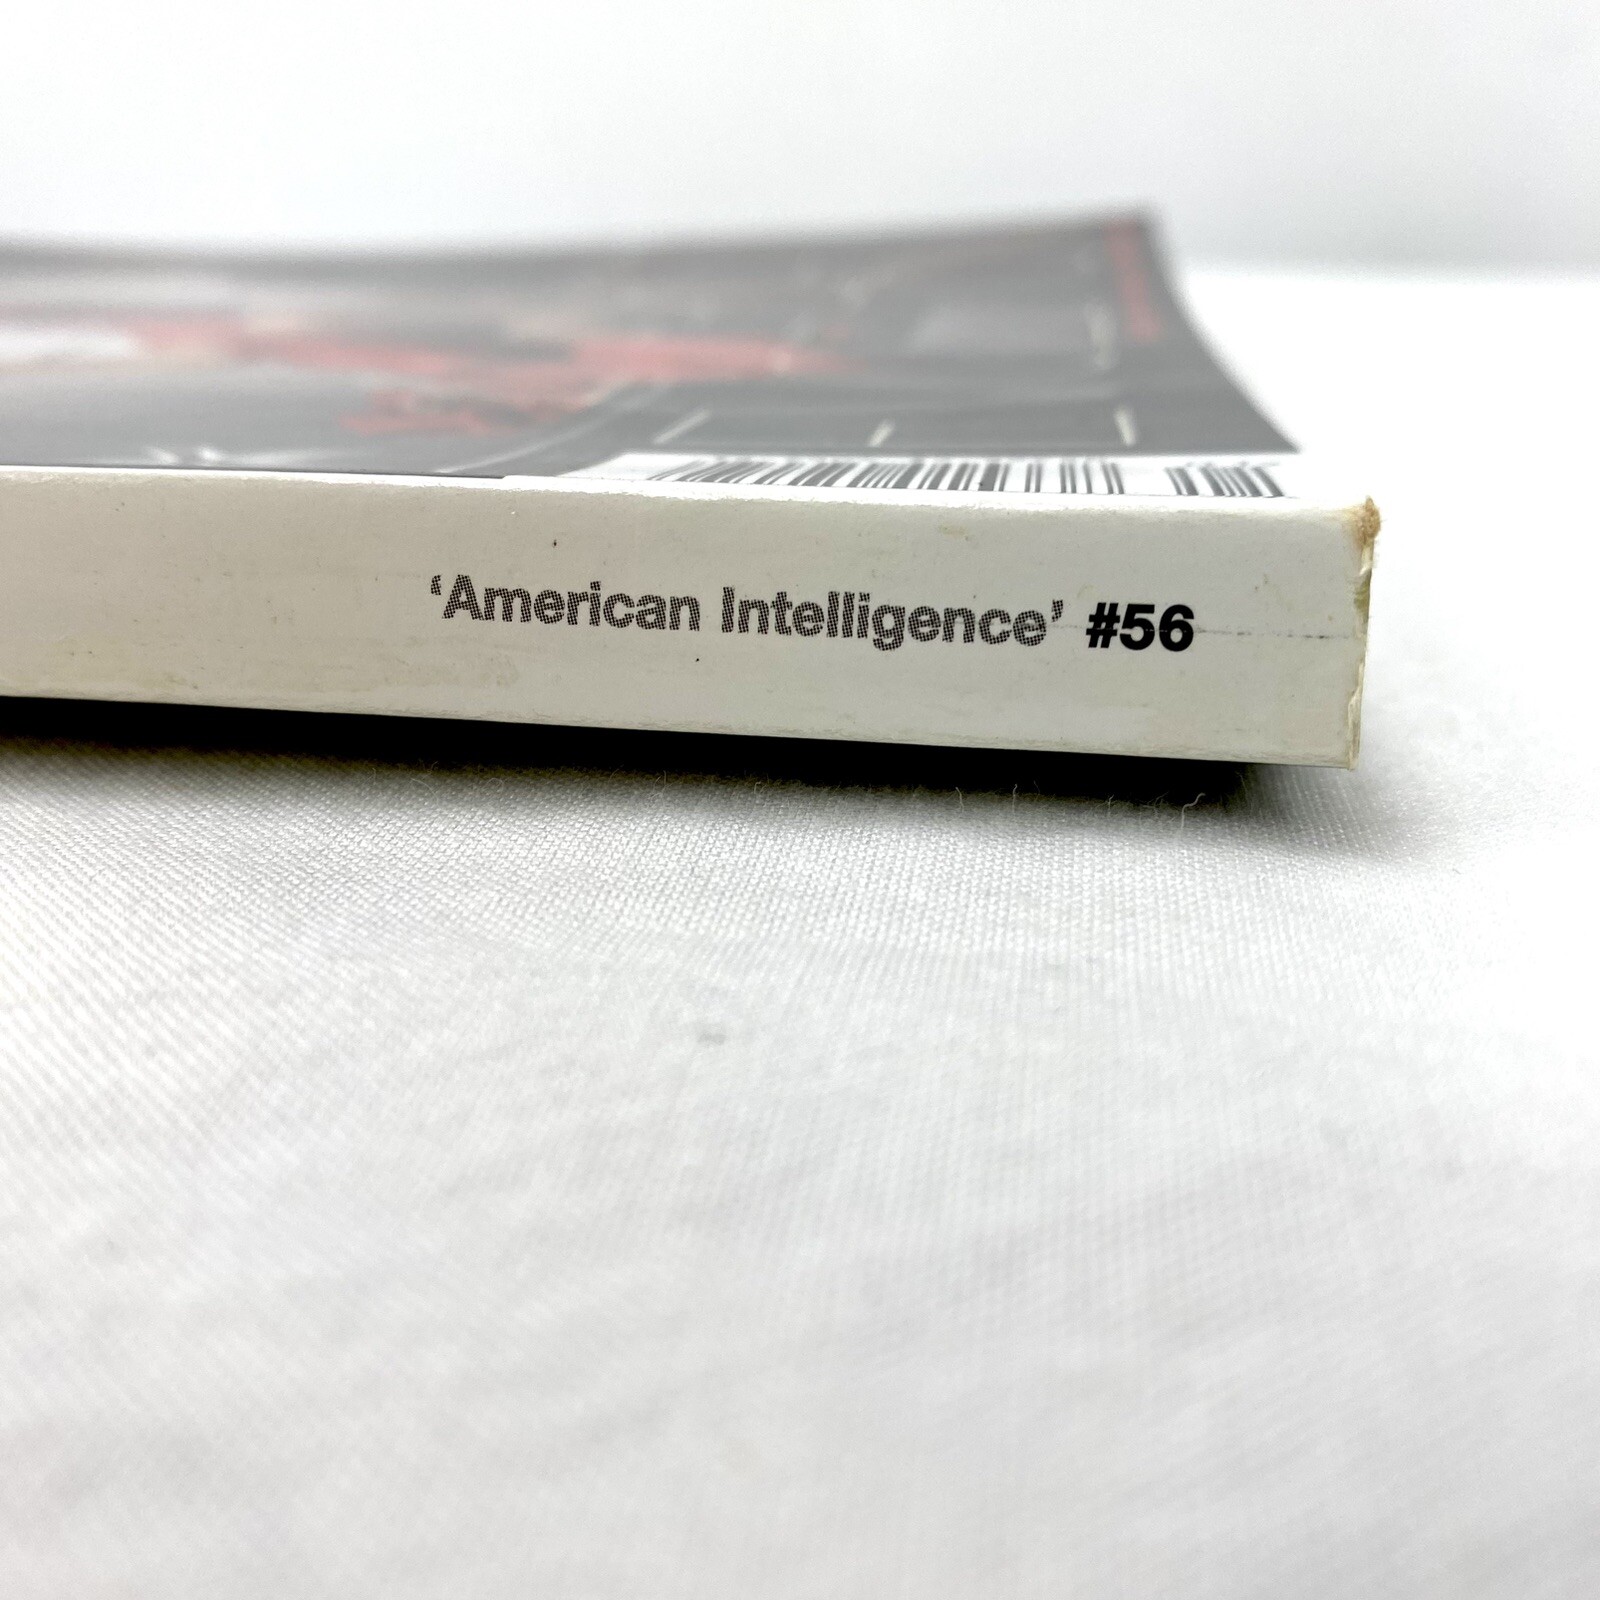 ‘American Intelligence’ #56